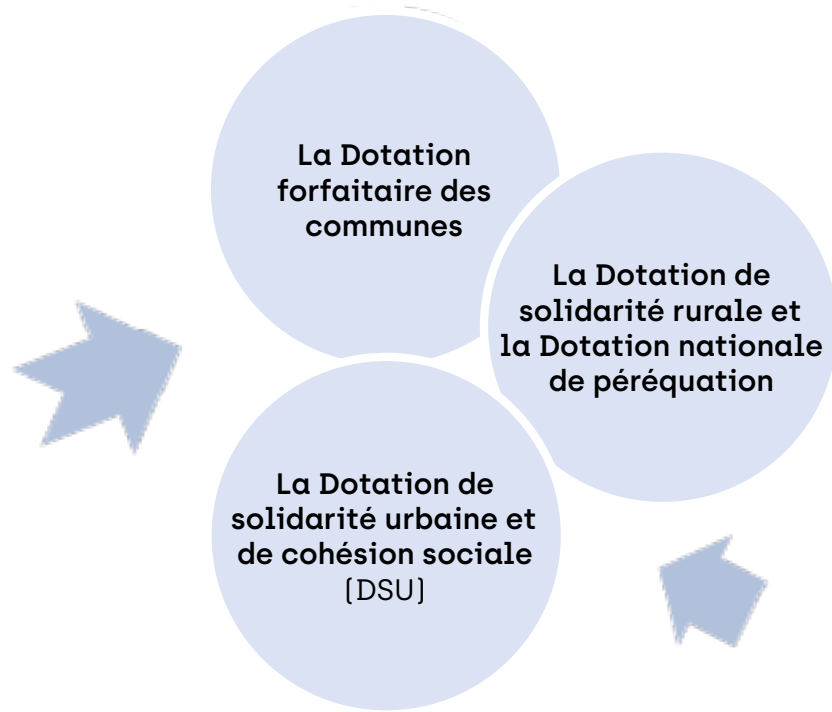 La Dotation
forfaitaire des
communes
La Dotation de
solidarité rurale et
la Dotation nationale
de péréquation
La Dotation de
solidarité urbaine et
de cohésion sociale
(DSU)